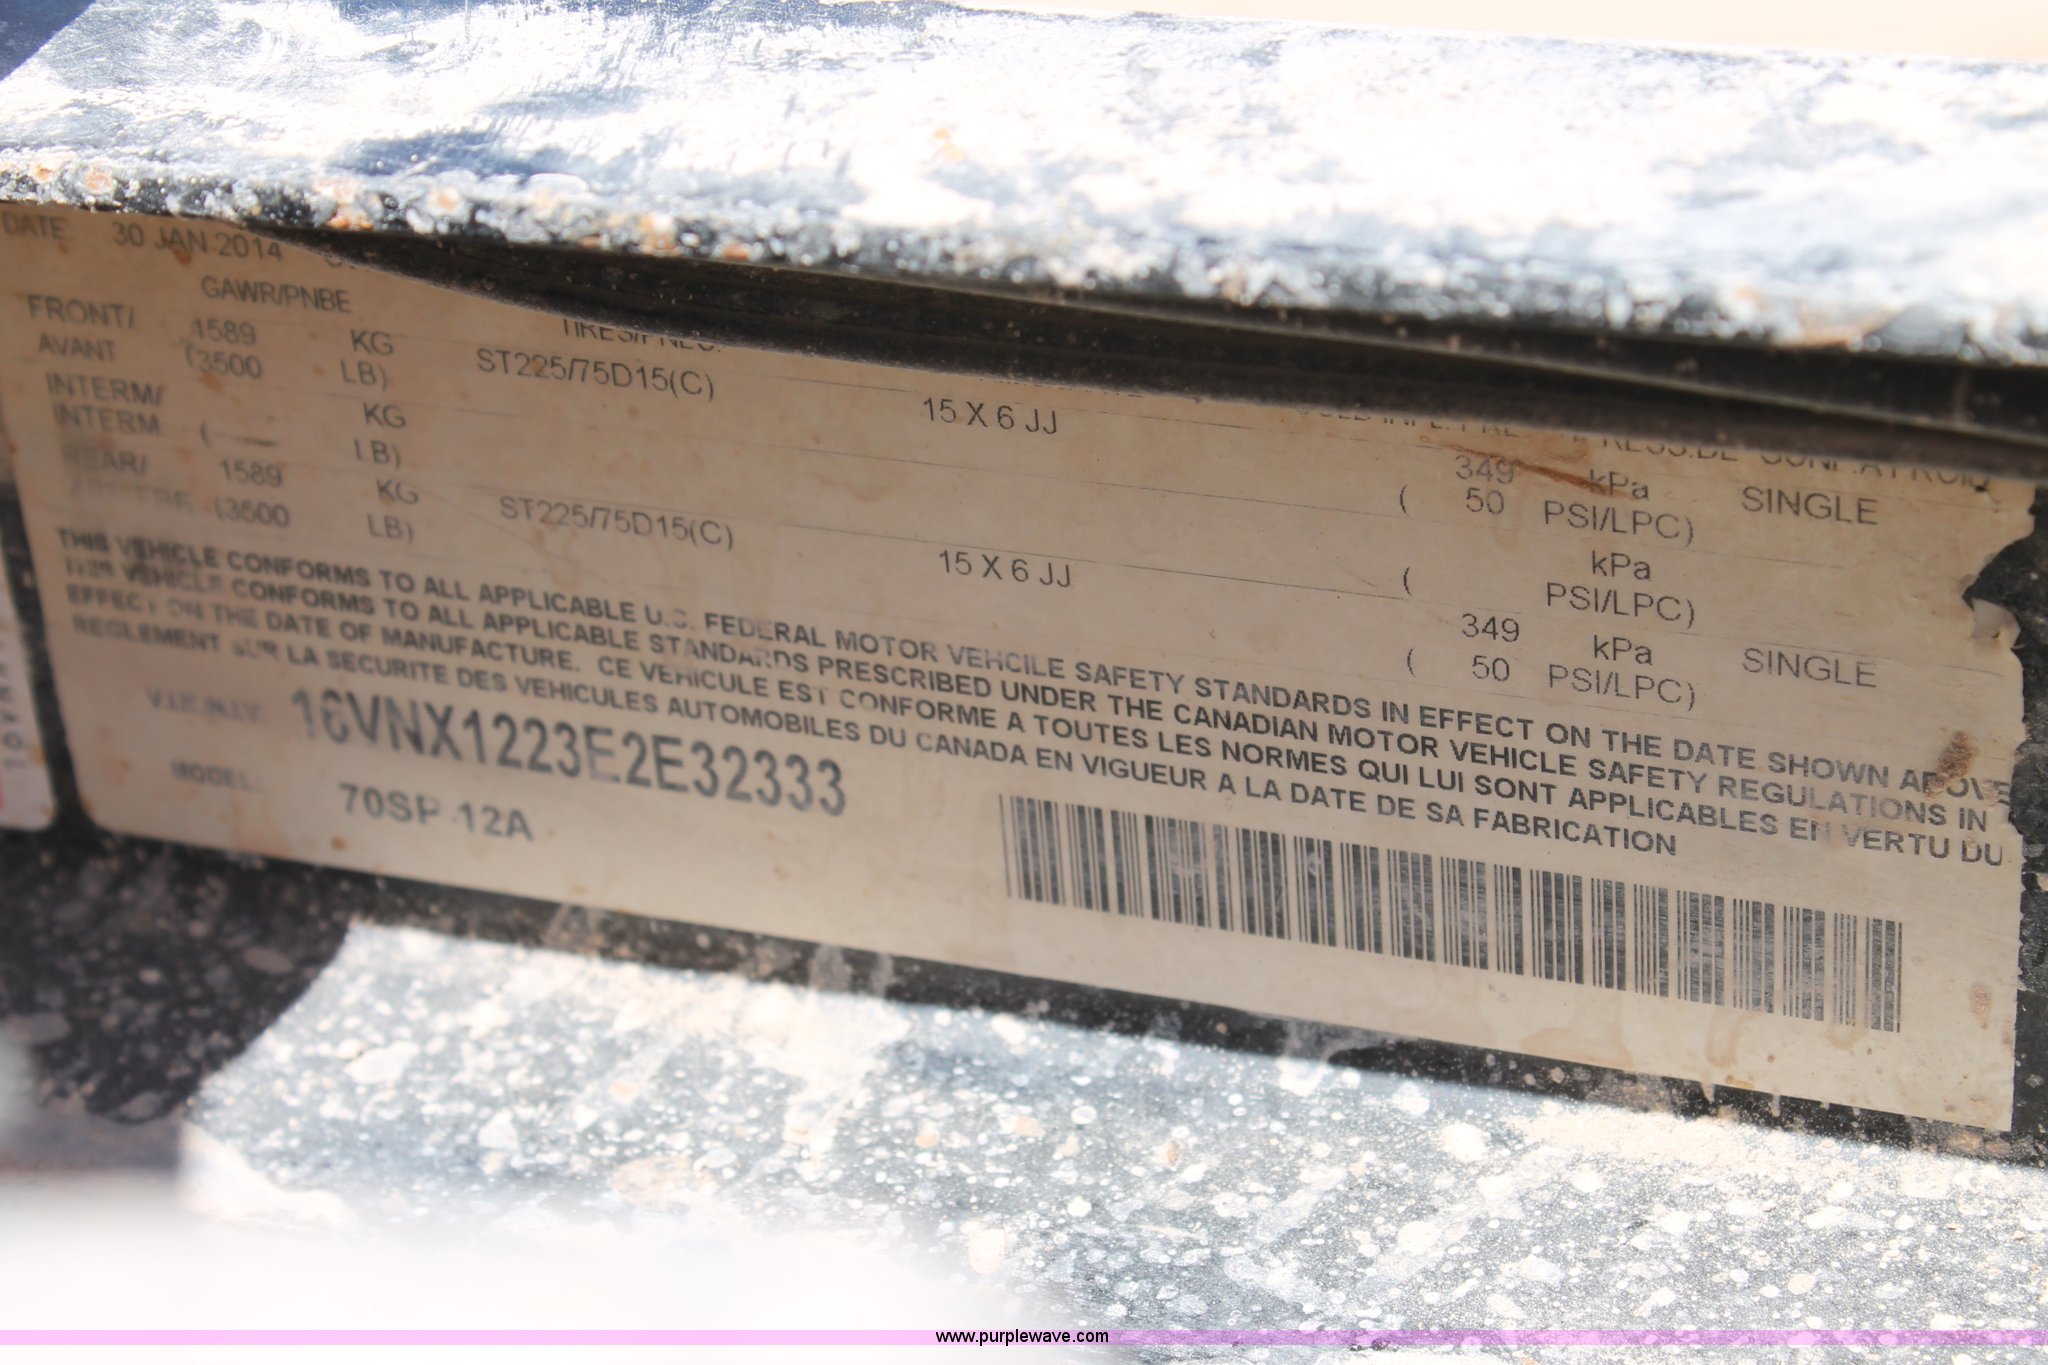 DATE 30 JAN 2014
GAWR/PNBE
FRONT/ 1589 KG ST225/75D15(C) 15 X 6 JJ 349 kPa SINGLE
AVANT (3500 LB) ( 50 PSI/LPC)
INTERM/ KG kPa
INTERM ( LB) ( PSI/LPC)
REAR/ 1589 KG ST225/75D15(C) 15 X 6 JJ 349 kPa SINGLE
(3500 LB) ( 50 PSI/LPC)
THIS VEHICLE CONFORMS TO ALL APPLICABLE U.S. FEDERAL MOTOR VEHCILE SAFETY STANDARDS IN EFFECT ON THE DATE SHOWN ABOVE
THIS VEHICLE CONFORMS TO ALL APPLICABLE STANDARDS PRESCRIBED UNDER THE CANADIAN MOTOR VEHICLE SAFETY REGULATIONS IN
EFFECT ON THE DATE OF MANUFACTURE. CE VEHICULE EST CONFORME A TOUTES LES NORMES QUI LUI SONT APPLICABLES EN VERTU DU
REGLEMENT SUR LA SECURITE DES VEHICULES AUTOMOBILES DU CANADA EN VIGUEUR A LA DATE DE SA FABRICATION
V.I.N./N.I.V. 16VNX1223E2E32333
MODEL: 70SP-12A
www.purplewave.com